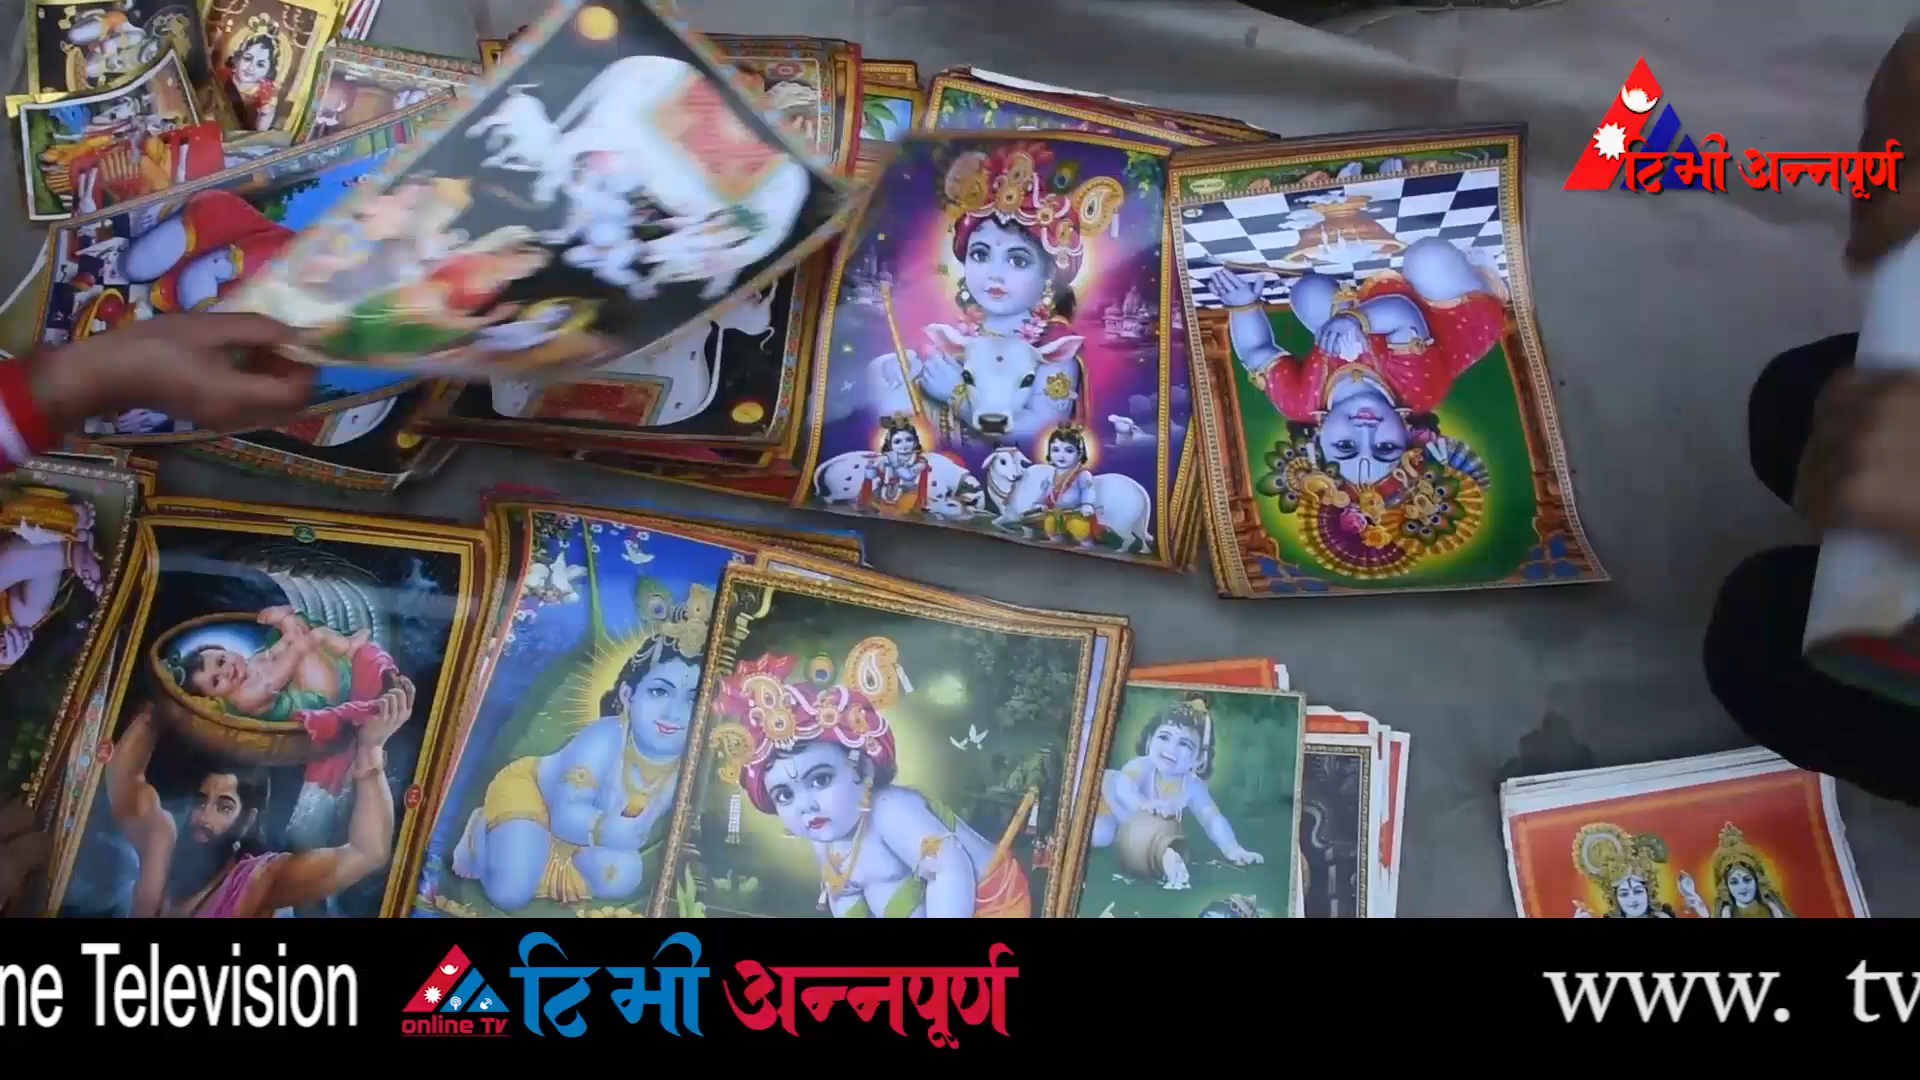 टिभी अन्नपूर्ण
ne Television
online TV टिभी अन्नपूर्ण
www. tv